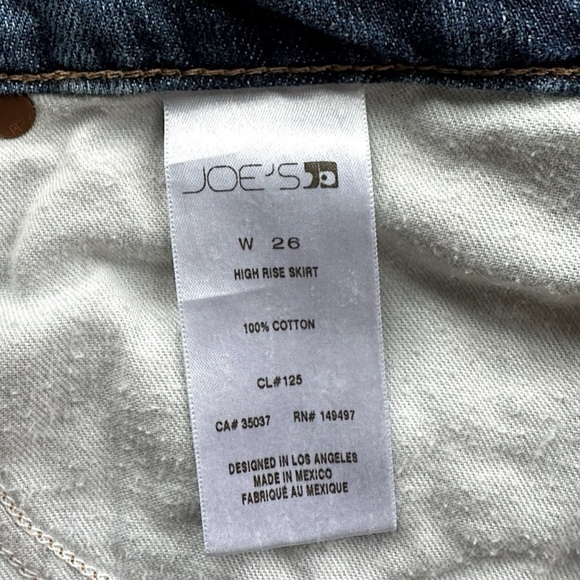 JOE'S
W 26
HIGH RISE SKIRT
100% COTTON
CL#125
CA# 35037 RN# 149497
DESIGNED IN LOS ANGELES
MADE IN MEXICO
FABRIQUÉ AU MEXIQUE